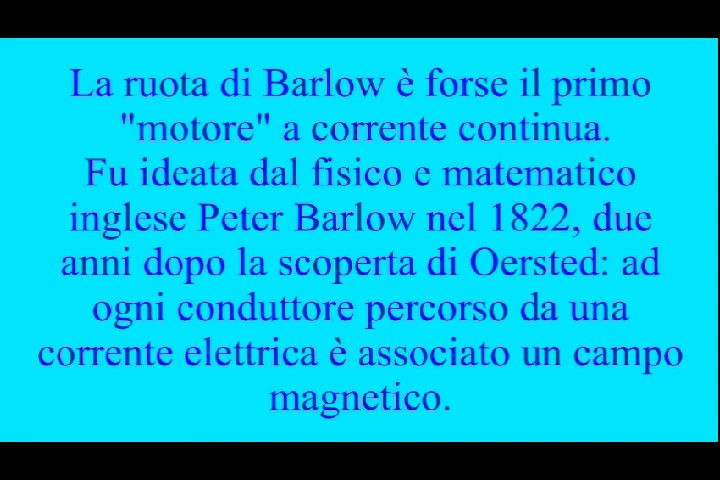 La ruota di Barlow è forse il primo
"motore" a corrente continua.
Fu ideata dal fisico e matematico
inglese Peter Barlow nel 1822, due
anni dopo la scoperta di Oersted: ad
ogni conduttore percorso da una
corrente elettrica è associato un campo
magnetico.